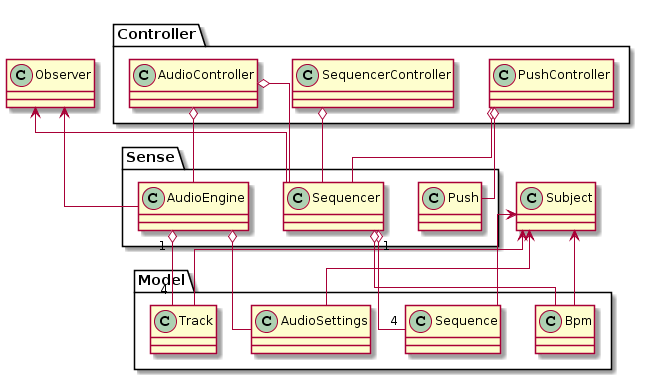 Controller
C Observer
C AudioController
C SequencerController
C PushController
Sense
C AudioEngine
C Sequencer
C Push
C Subject
1
1
Model
4
4
C Track
C AudioSettings
C Sequence
C Bpm